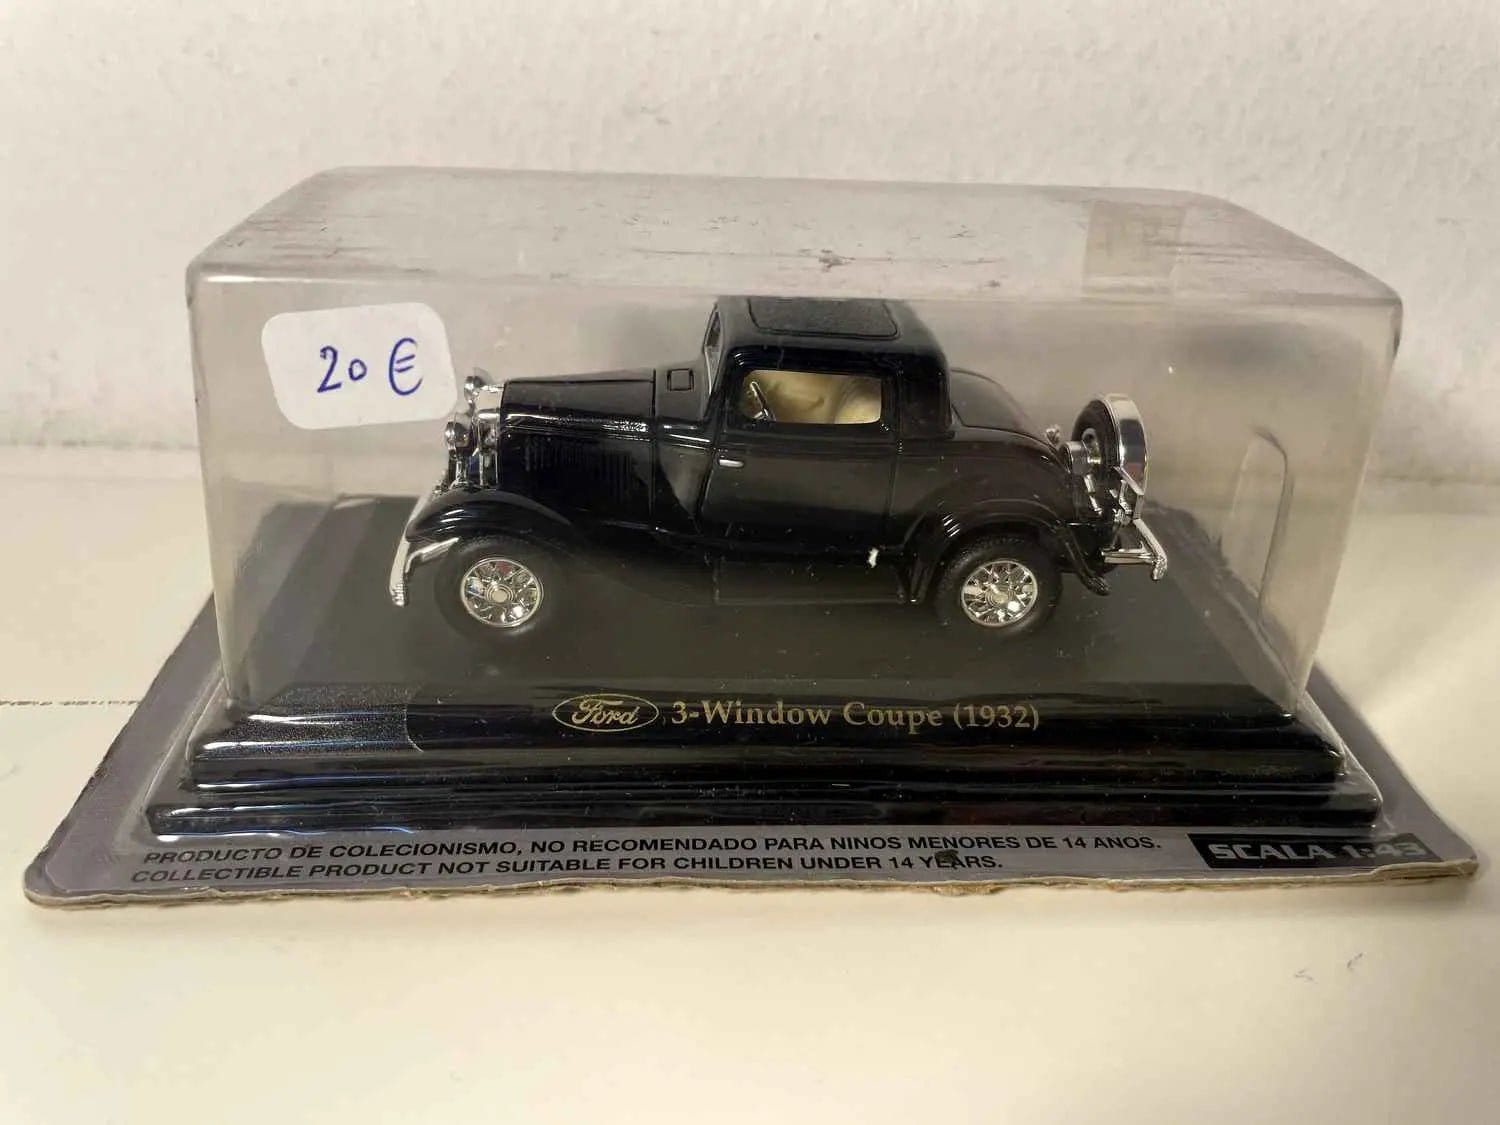 20 €
Ford 3-Window Coupe (1932)
PRODUCTO DE COLECIONISMO, NO RECOMENDADO PARA NINOS MENORES DE 14 ANOS.
COLLECTIBLE PRODUCT NOT SUITABLE FOR CHILDREN UNDER 14 YEARS.
SCALA 1:43